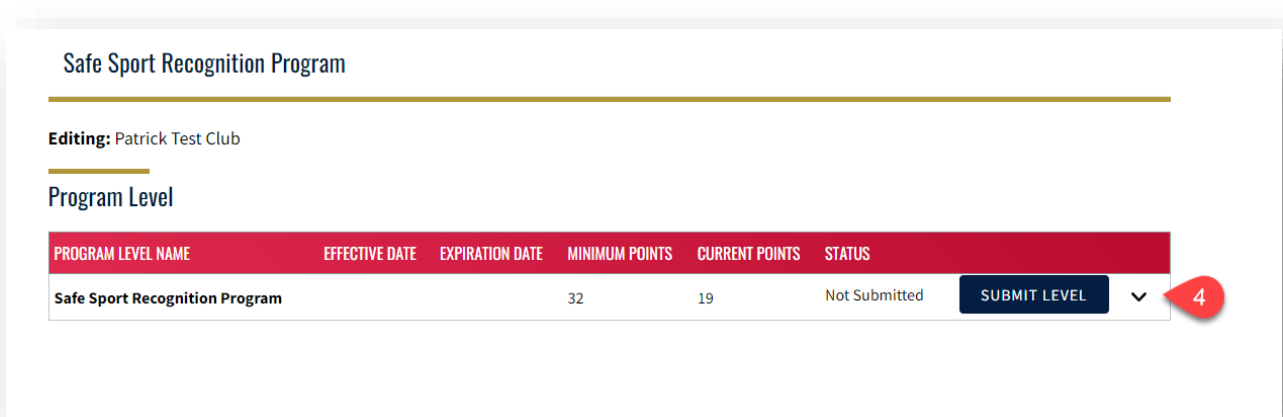 Safe Sport Recognition Program
Editing: Patrick Test Club
Program Level
PROGRAM LEVEL NAME EFFECTIVE DATE EXPIRATION DATE MINIMUM POINTS CURRENT POINTS STATUS
Safe Sport Recognition Program 32 19 Not Submitted SUBMIT LEVEL 4